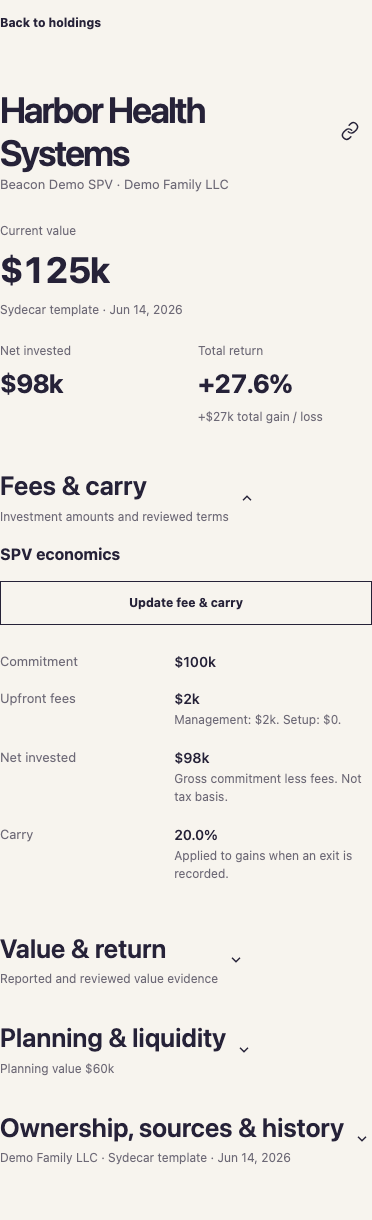 Back to holdings
Harbor Health
Systems
Beacon Demo SPV · Demo Family LLC
Current value
$125k
Sydecar template · Jun 14, 2026
Net invested
Total return
$98k
+27.6%
+$27k total gain / loss
Fees & carry
Investment amounts and reviewed terms
SPV economics
Update fee & carry
Commitment
$100k
Upfront fees
$2k
Management: $2k. Setup: $0.
Net invested
$98k
Gross commitment less fees. Not
tax basis.
Carry
20.0%
Applied to gains when an exit is
recorded.
Value & return
Reported and reviewed value evidence
Planning & liquidity
Planning value $60k
Ownership, sources & history
Demo Family LLC · Sydecar template · Jun 14, 2026